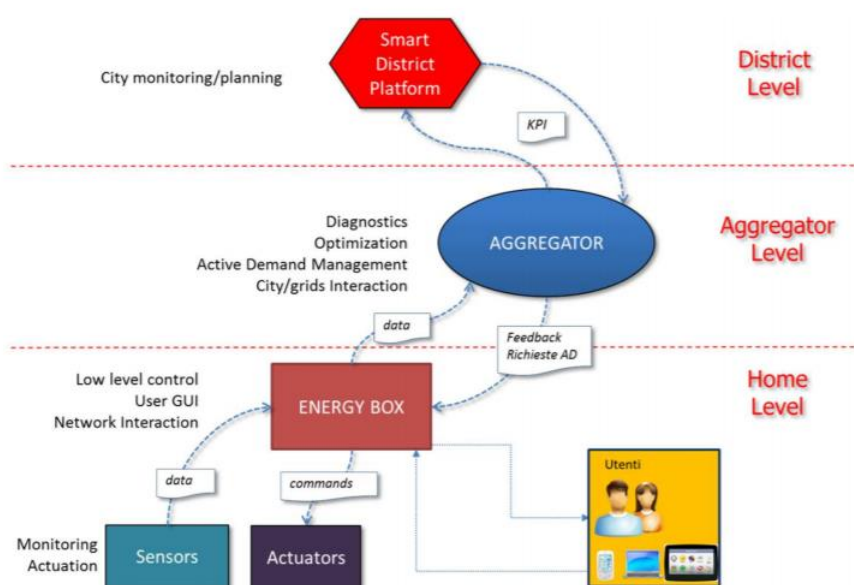 Smart
District
Platform
City monitoring/planning
District
Level
KPI
Diagnostics
Optimization
Active Demand Management
City/grids Interaction
AGGREGATOR
Aggregator
Level
data
Feedback
Richieste AD
Low level control
User GUI
Network Interaction
ENERGY BOX
Home
Level
data
commands
Utenti
Monitoring
Actuation
Sensors
Actuators